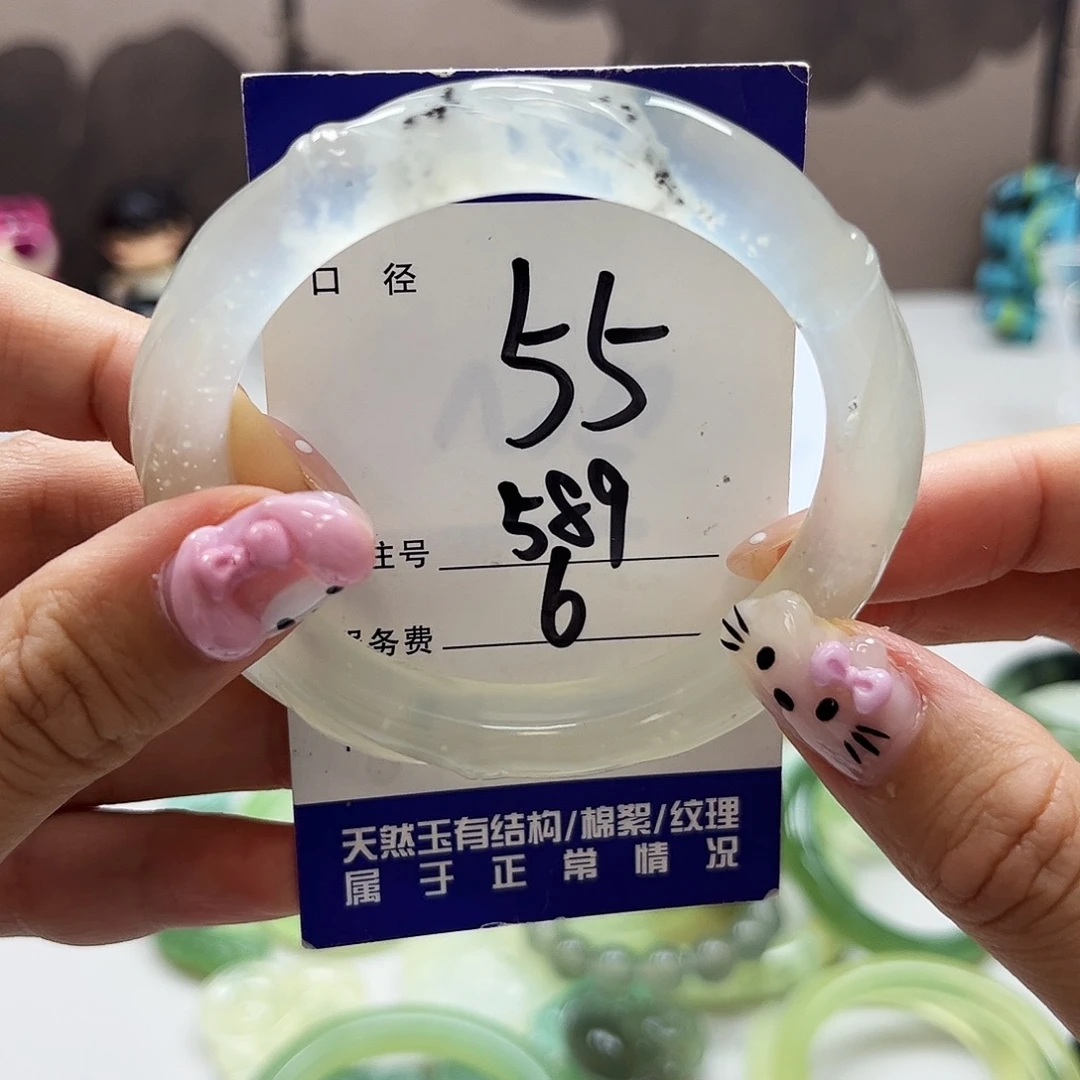 口 径
55
589
注号
6
服务费
天然玉有结构/棉絮/纹理
属于正常情况